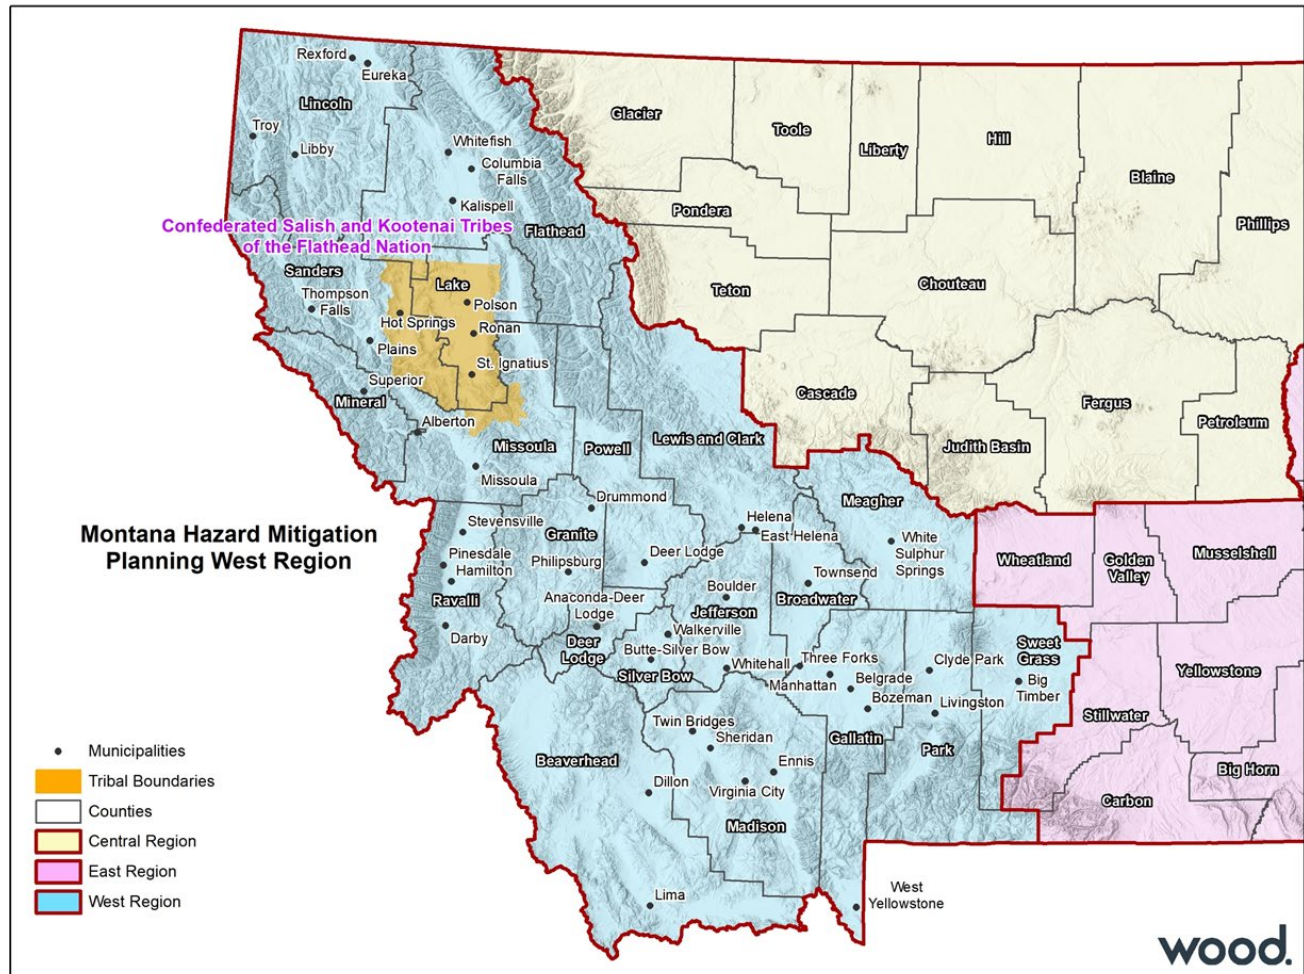 Rexford
Eureka
Lincoln
Troy
Libby
Whitefish
Columbia
Falls
Kalispell
Confederated Salish and Kootenai Tribes
of the Flathead Nation
Flathead
Glacier
Toole
Liberty
Hill
Blaine
Phillips
Pondera
Teton
Chouteau
Sanders
Thompson
Falls
Lake
Polson
Hot Springs
Ronan
Plains
St. Ignatius
Superior
Mineral
Alberton
Cascade
Fergus
Petroleum
Judith Basin
Missoula
Powell
Lewis and Clark
Missoula
Drummond
Meagher
Montana Hazard Mitigation
Planning West Region
Stevensville
Granite
Helena
East Helena
White
Sulphur
Springs
Pinesdale
Hamilton
Philipsburg
Deer Lodge
Townsend
Wheatland
Golden
Valley
Musselshell
Ravalli
Anaconda-Deer
Lodge
Boulder
Jefferson
Broadwater
Darby
Deer
Lodge
Walkerville
Butte-Silver Bow
Silver Bow
Whitehall
Three Forks
Manhattan
Belgrade
Bozeman
Clyde Park
Livingston
Sweet
Grass
Big
Timber
Yellowstone
Stillwater
Twin Bridges
Sheridan
Gallatin
Park
Beaverhead
Ennis
Dillon
Virginia City
Madison
Big Horn
Carbon
Lima
West
Yellowstone
Municipalities
Tribal Boundaries
Counties
Central Region
East Region
West Region
wood.